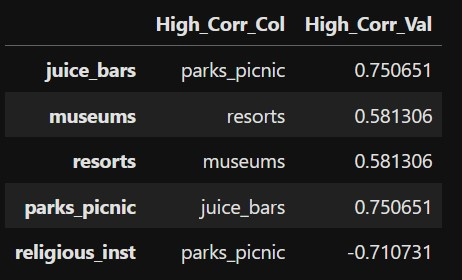 High_Corr_Col High_Corr_Val
juice_bars parks_picnic 0.750651
museums resorts 0.581306
resorts museums 0.581306
parks_picnic juice_bars 0.750651
religious_inst parks_picnic -0.710731